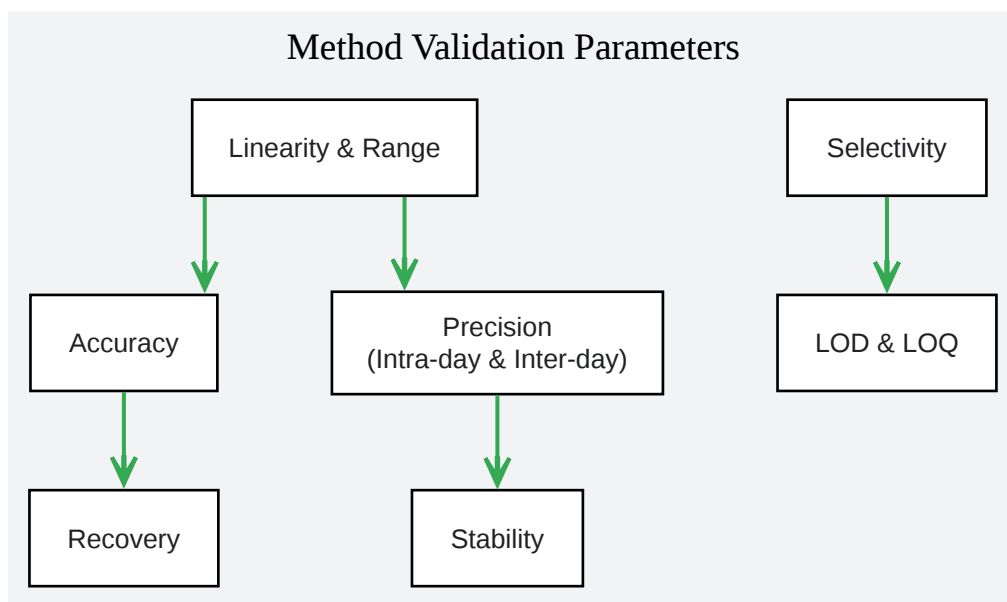 Method Validation Parameters
Linearity & Range
Selectivity
Accuracy
Precision
(Intra-day & Inter-day)
LOD & LOQ
Recovery
Stability